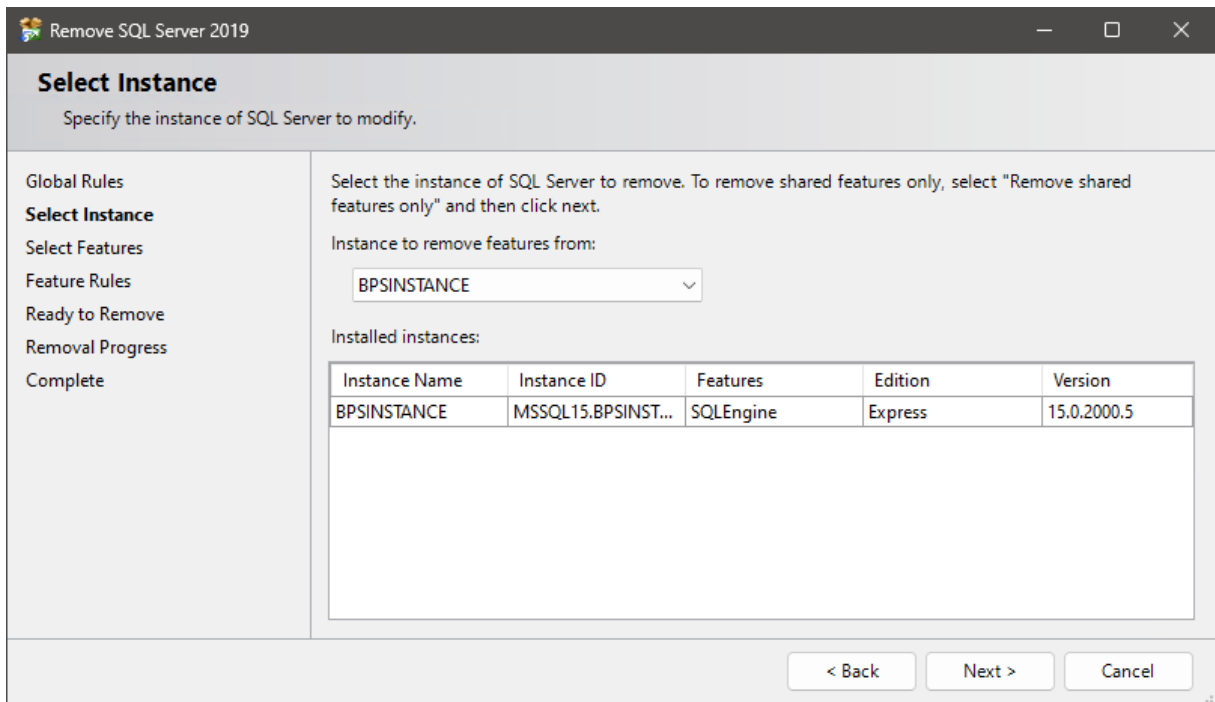 Remove SQL Server 2019
Select Instance
Specify the instance of SQL Server to modify.
Global Rules
Select Instance
Select Features
Feature Rules
Ready to Remove
Removal Progress
Complete
Select the instance of SQL Server to remove. To remove shared features only, select "Remove shared
features only" and then click next.
Instance to remove features from:
BPSINSTANCE
Installed instances:
Instance Name Instance ID Features Edition Version
BPSINSTANCE MSSQL15.BPSINST... SQLEngine Express 15.0.2000.5
< Back Next > Cancel